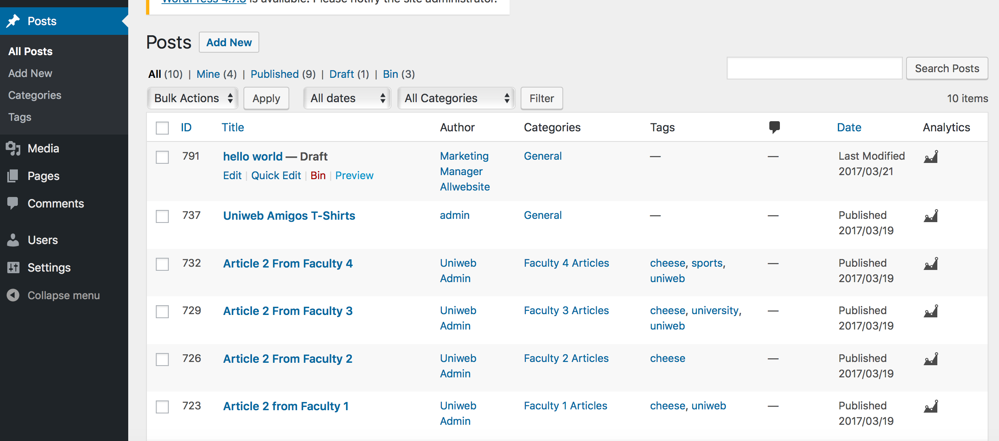 WordPress 4.7.3 is available! Please notify the site administrator.
Posts
All Posts
Add New
Categories
Tags
Media
Pages
Comments
Users
Settings
Collapse menu
Posts Add New
All (10) | Mine (4) | Published (9) | Draft (1) | Bin (3)
Search Posts
Bulk Actions Apply All dates All Categories Filter
10 items
ID Title Author Categories Tags Date Analytics
791 hello world — Draft Marketing General — — Last Modified
Edit | Quick Edit | Bin | Preview Manager 2017/03/21
Allwebsite
737 Uniweb Amigos T-Shirts admin General — — Published
2017/03/19
732 Article 2 From Faculty 4 Uniweb Faculty 4 Articles cheese, sports, — Published
Admin uniweb 2017/03/19
729 Article 2 From Faculty 3 Uniweb Faculty 3 Articles cheese, university, — Published
Admin uniweb 2017/03/19
726 Article 2 From Faculty 2 Uniweb Faculty 2 Articles cheese — Published
Admin 2017/03/19
723 Article 2 from Faculty 1 Uniweb Faculty 1 Articles cheese, uniweb — Published
Admin 2017/03/19